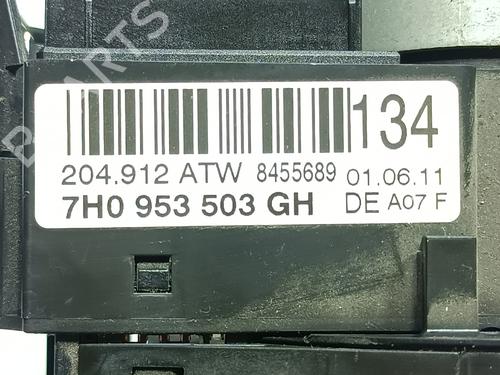 134
204.912 ATW 8455689 01.06.11
7H0 953 503 GH DE A07 F